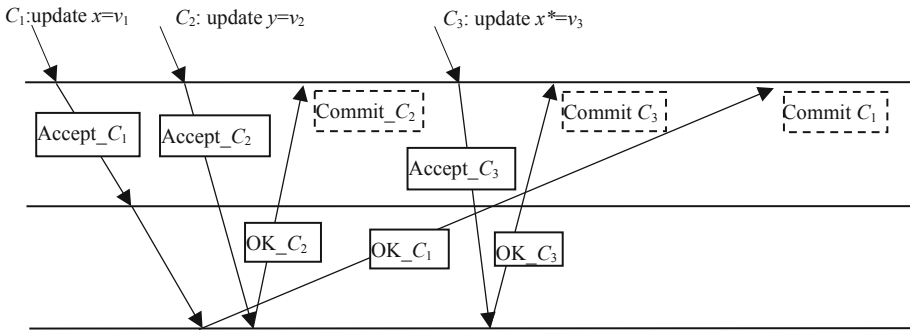 C₁:update x=v₁
C₂: update y=v₂
C₃: update x*=v₃
Commit_C₂
Commit C₃
Commit C₁
Accept_C₁
Accept_C₂
Accept_C₃
OK_C₂
OK_C₁
OK_C₃